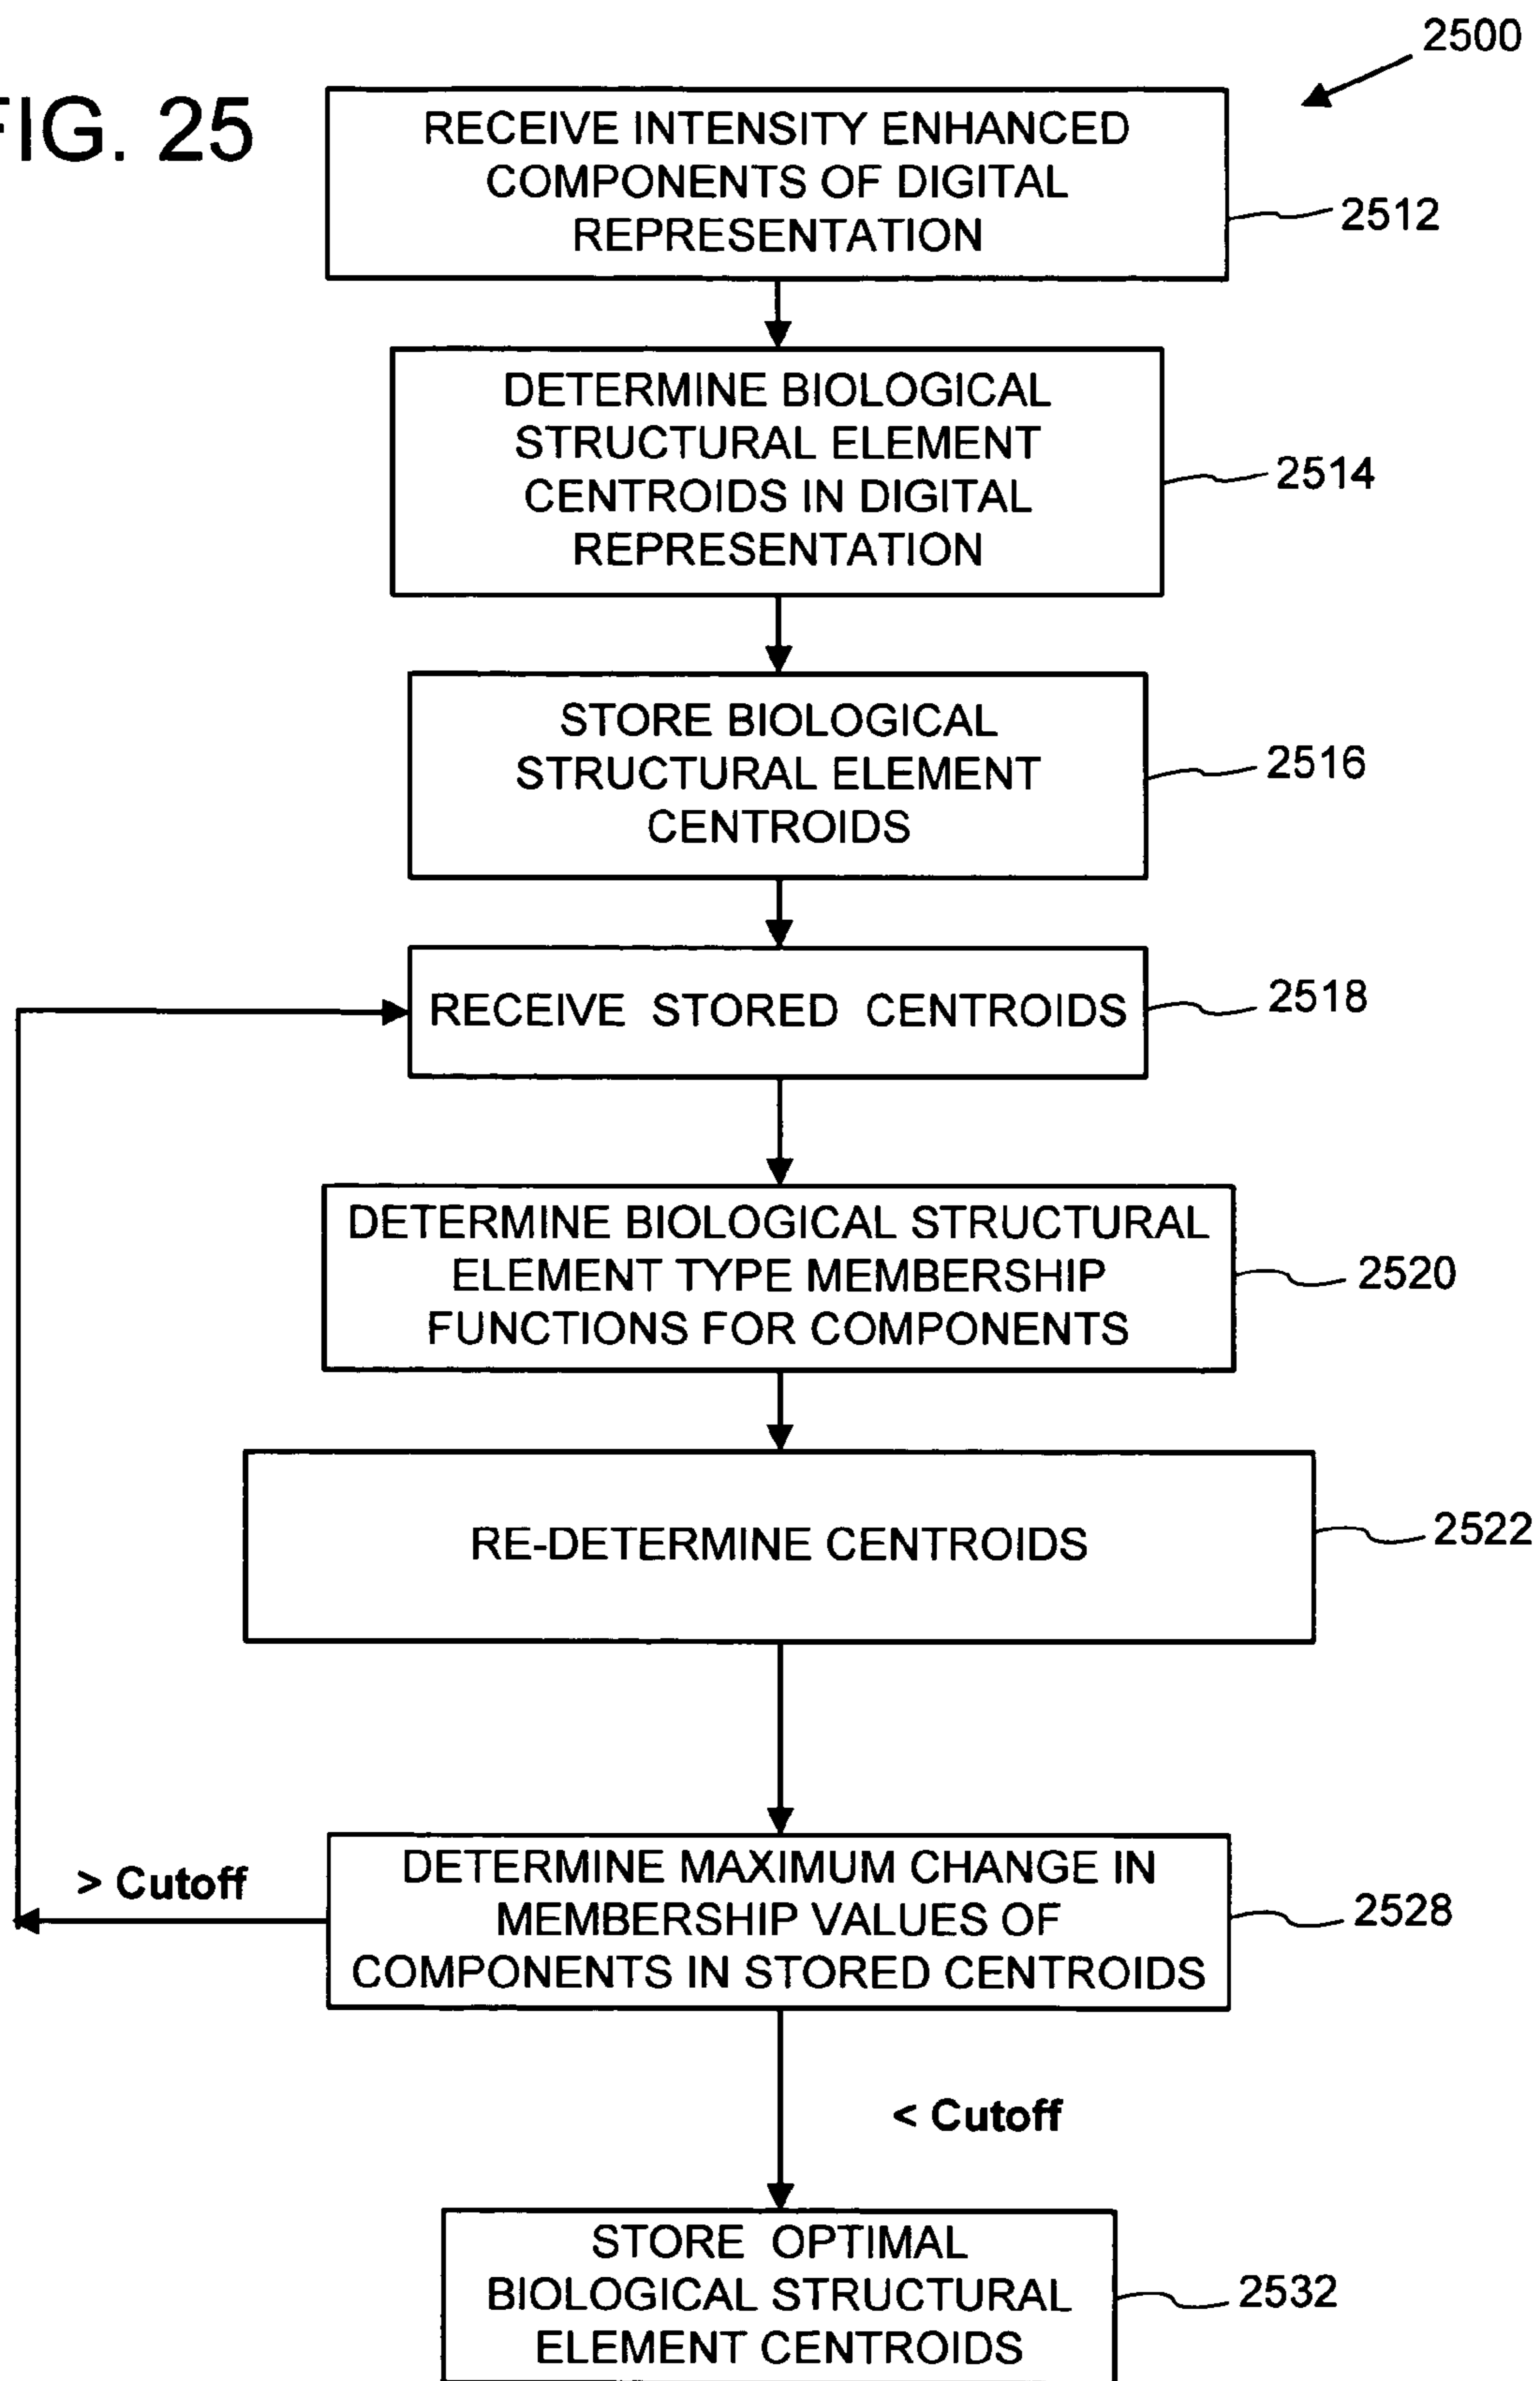 2500
FIG. 25
RECEIVE INTENSITY ENHANCED
COMPONENTS OF DIGITAL
REPRESENTATION
2512
DETERMINE BIOLOGICAL
STRUCTURAL ELEMENT
CENTROIDS IN DIGITAL
REPRESENTATION
2514
STORE BIOLOGICAL
STRUCTURAL ELEMENT
CENTROIDS
2516
RECEIVE STORED CENTROIDS
2518
DETERMINE BIOLOGICAL STRUCTURAL
ELEMENT TYPE MEMBERSHIP
FUNCTIONS FOR COMPONENTS
2520
RE-DETERMINE CENTROIDS
2522
> Cutoff
DETERMINE MAXIMUM CHANGE IN
MEMBERSHIP VALUES OF
COMPONENTS IN STORED CENTROIDS
2528
< Cutoff
STORE OPTIMAL
BIOLOGICAL STRUCTURAL
ELEMENT CENTROIDS
2532